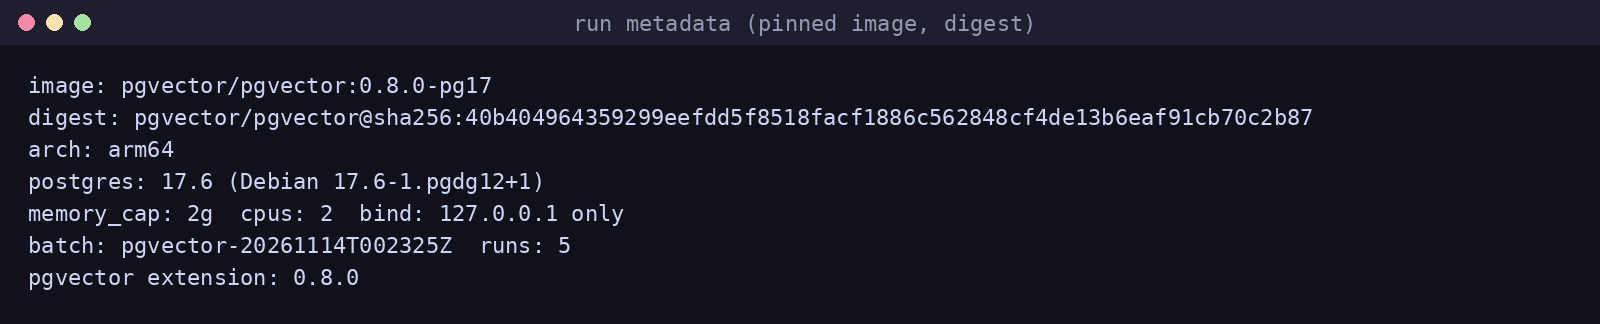 run metadata (pinned image, digest)
image: pgvector/pgvector:0.8.0-pg17
digest: pgvector/pgvector@sha256:40b404964359299eefdd5f8518facf1886c562848cf4de13b6eaf91cb70c2b87
arch: arm64
postgres: 17.6 (Debian 17.6-1.pgdg12+1)
memory_cap: 2g  cpus: 2  bind: 127.0.0.1 only
batch: pgvector-20261114T002325Z  runs: 5
pgvector extension: 0.8.0